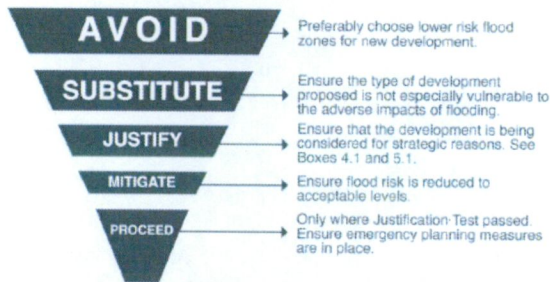 AVOID
Preferably choose lower risk flood
zones for new development.
SUBSTITUTE
Ensure the type of development
proposed is not especially vulnerable to
the adverse impacts of flooding.
JUSTIFY
Ensure that the development is being
considered for strategic reasons. See
Boxes 4.1 and 5.1.
MITIGATE
Ensure flood risk is reduced to
acceptable levels.
PROCEED
Only where Justification Test passed.
Ensure emergency planning measures
are in place.